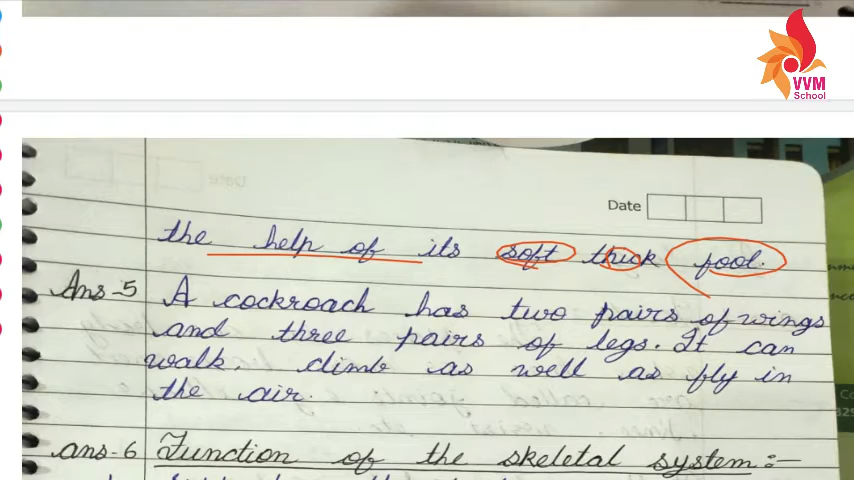 VVM
School
Date
the help of its soft thick fool.
Ans-5 A cockroach has two pairs of wings
and three pairs of legs. It can
walk, climb as well as fly in
the air.
ans-6 Function of the skeletal system :-